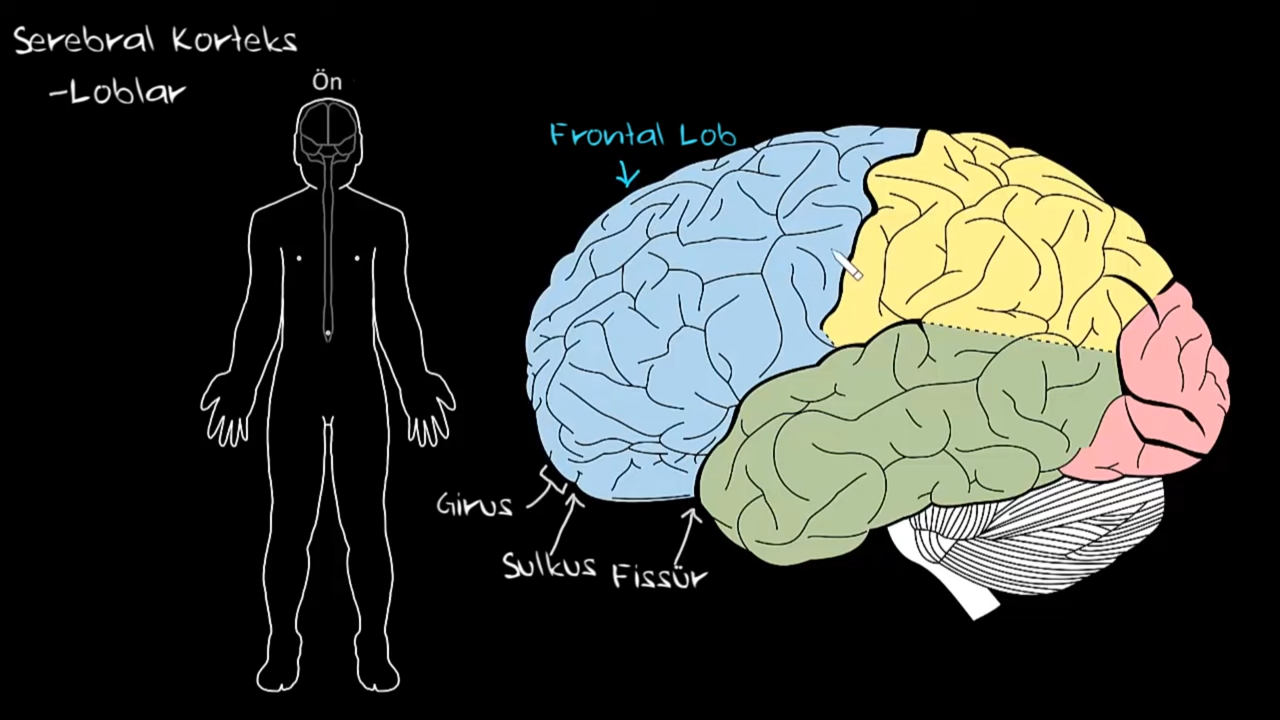 Serebral Korteks
-Loblar
Ön
Frontal Lob
Girus
Sulkus
Fissür